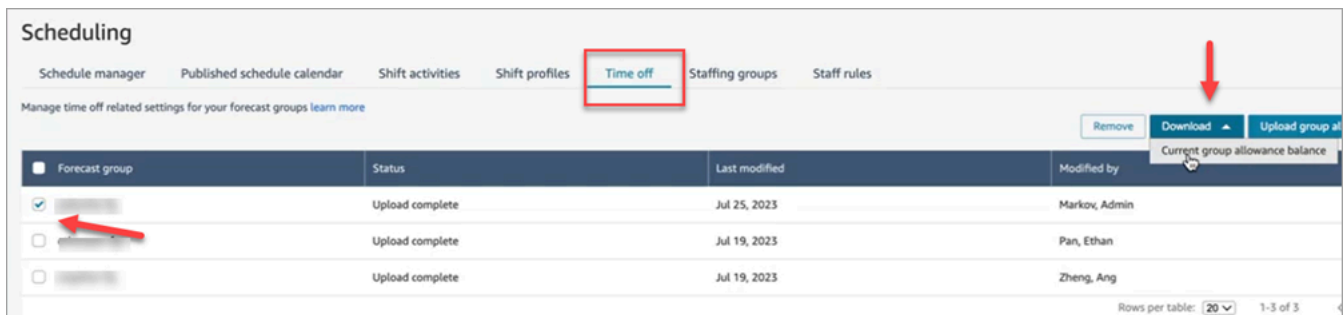 Scheduling
Schedule manager Published schedule calendar Shift activities Shift profiles Time off Staffing groups Staff rules
Manage time off related settings for your forecast groups learn more
Remove Download Upload group al
Current group allowance balance
Forecast group Status Last modified Modified by
Upload complete Jul 25, 2023 Markov, Admin
Upload complete Jul 19, 2023 Pan, Ethan
Upload complete Jul 19, 2023 Zheng, Ang
Rows per table: 20 1-3 of 3